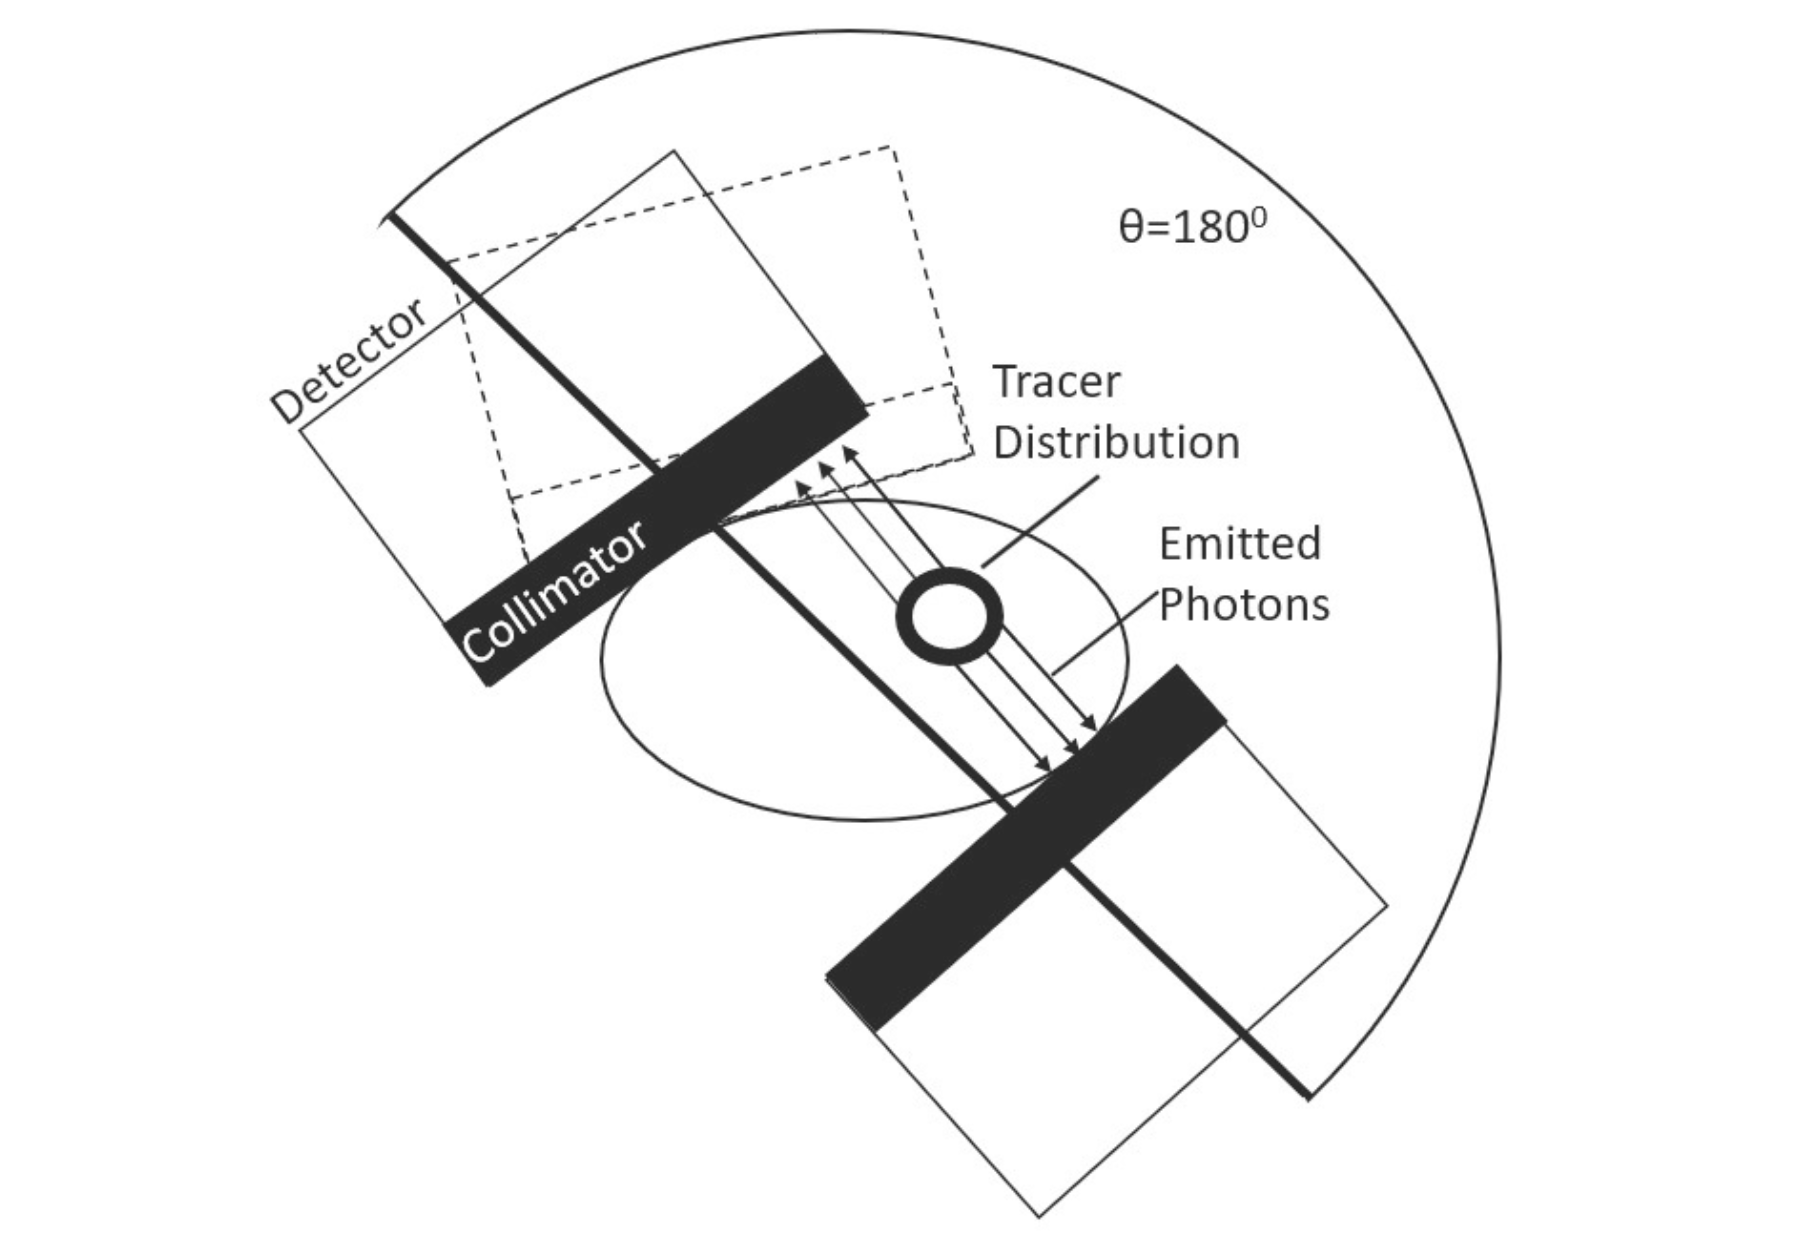 θ=180⁰
Detector
Tracer
Distribution
Emitted
Photons
Collimator